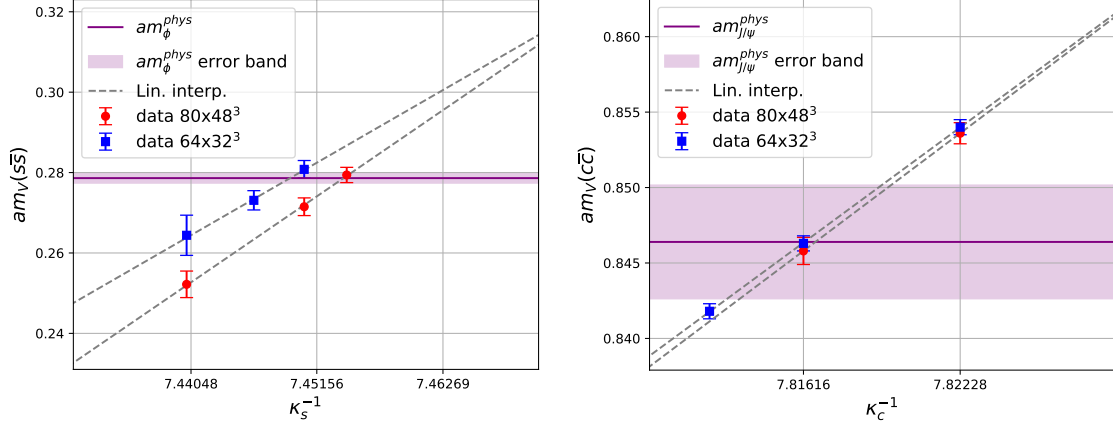 0.32
0.30
0.28
0.26
0.24
am_V(ss̅)
am_ϕ^phys
am_ϕ^phys error band
Lin. interp.
data 80x48³
data 64x32³
7.44048 7.45156 7.46269
κ_s⁻¹
0.860
0.855
0.850
0.845
0.840
am_V(cc̅)
am_J/ψ^phys
am_J/ψ^phys error band
Lin. interp.
data 80x48³
data 64x32³
7.81616 7.82228
κ_c⁻¹